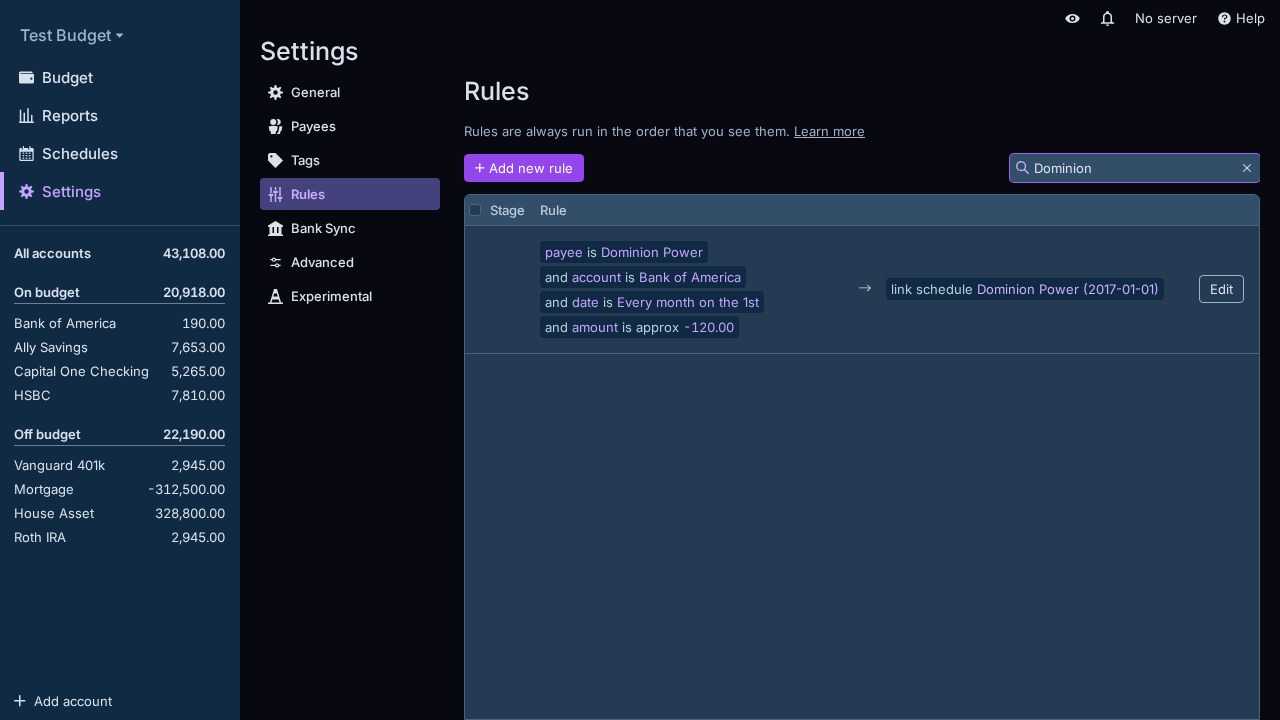 Test Budget
Budget
Reports
Schedules
Settings
All accounts 43,108.00
On budget 20,918.00
Bank of America 190.00
Ally Savings 7,653.00
Capital One Checking 5,265.00
HSBC 7,810.00
Off budget 22,190.00
Vanguard 401k 2,945.00
Mortgage -312,500.00
House Asset 328,800.00
Roth IRA 2,945.00
Add account
No server
Help
Settings
General
Payees
Tags
Rules
Bank Sync
Advanced
Experimental
Rules
Rules are always run in the order that you see them. Learn more
Add new rule
Dominion
Stage Rule
payee is Dominion Power
and account is Bank of America
and date is Every month on the 1st
and amount is approx -120.00
→ link schedule Dominion Power (2017-01-01)
Edit